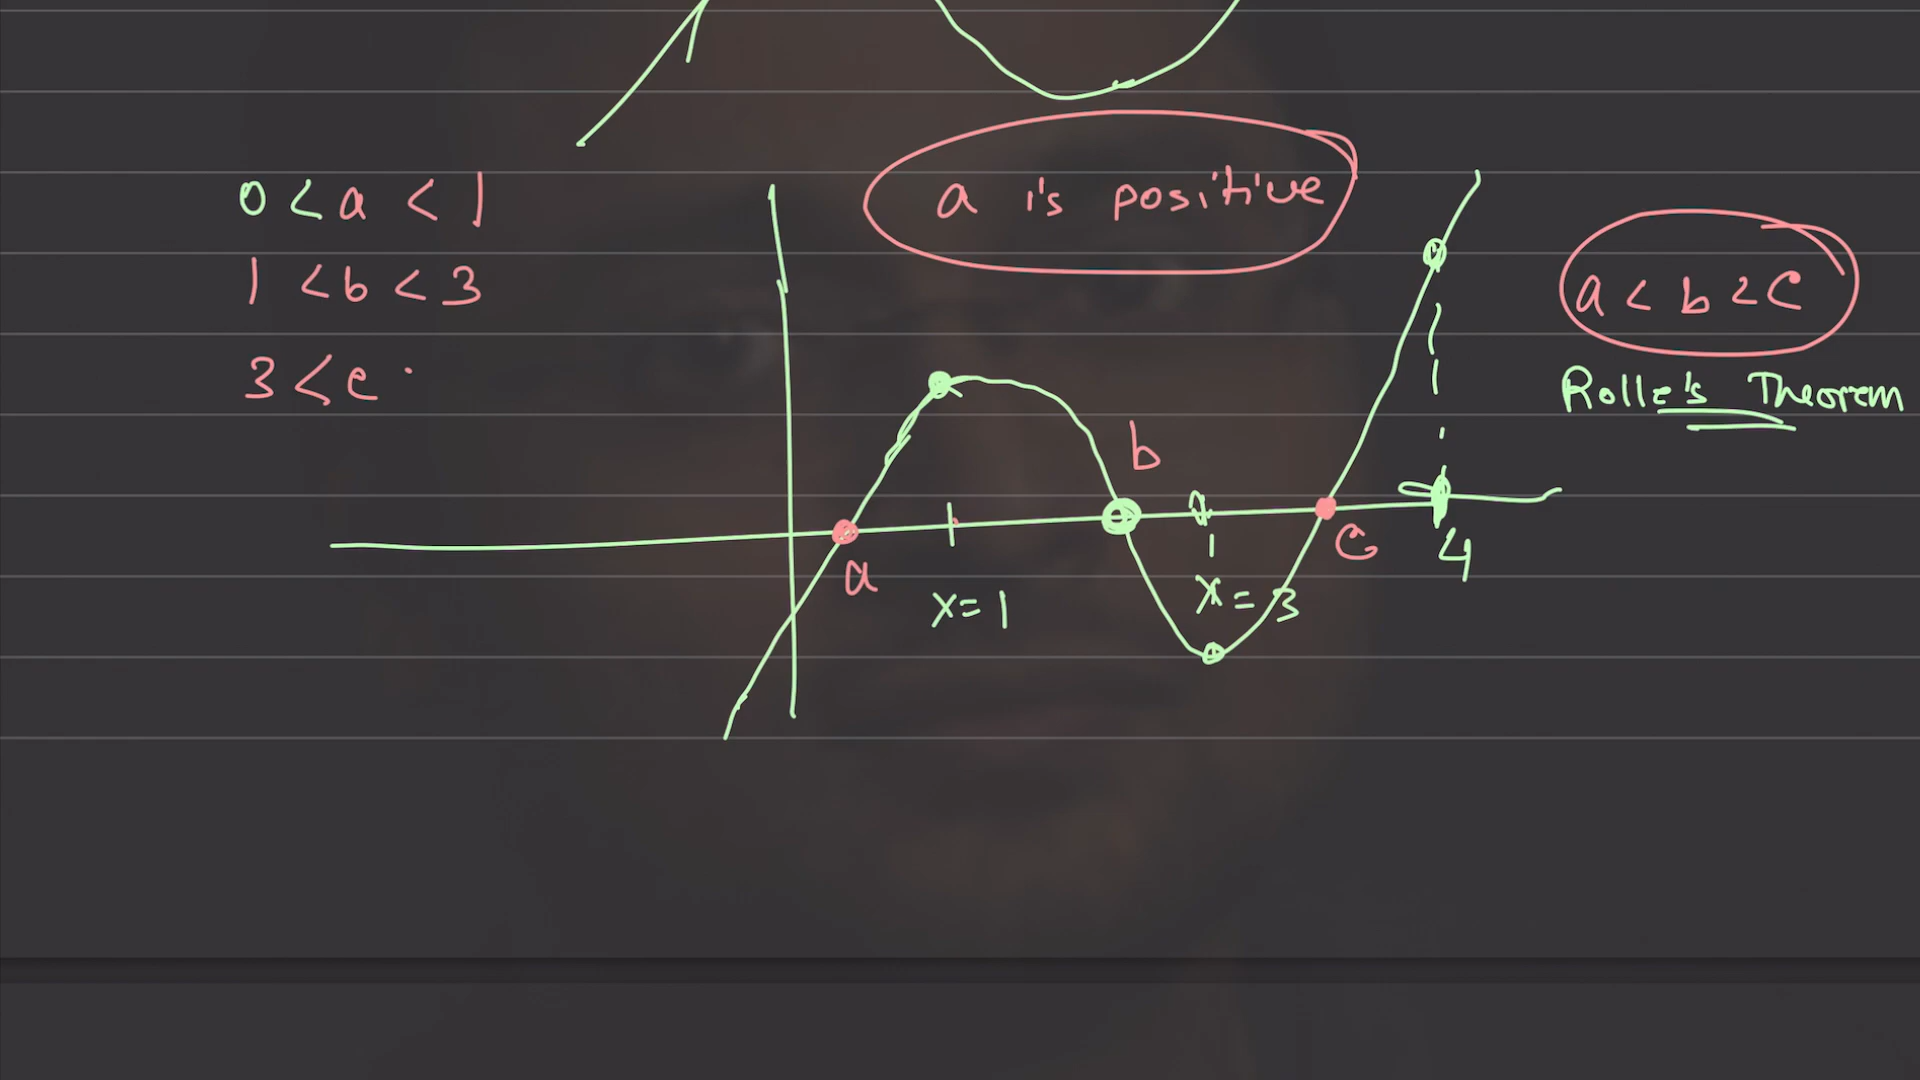 0 < a < 1
a is positive
1 < b < 3
a < b < c
3 < c
Rolle's Theorem
b
a
c
4
x = 1
x = 3